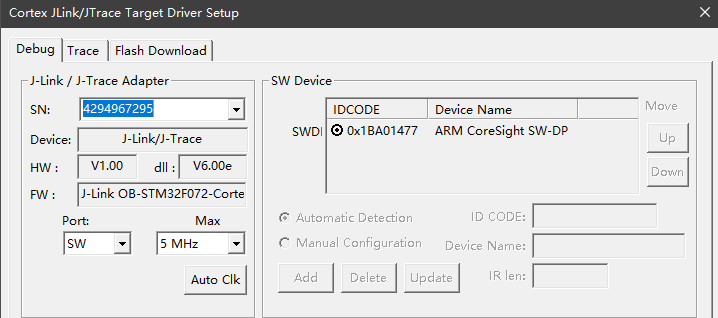 Cortex JLink/JTrace Target Driver Setup
Debug Trace Flash Download
J-Link / J-Trace Adapter
SN: 4294967295
Device: J-Link/J-Trace
HW : V1.00 dll : V6.00e
FW : J-Link OB-STM32F072-Corte
Port: Max
SW 5 MHz
Auto Clk
SW Device
IDCODE Device Name Move
SWDI 0x1BA01477 ARM CoreSight SW-DP Up
Down
Automatic Detection ID CODE:
Manual Configuration Device Name:
Add Delete Update IR len: